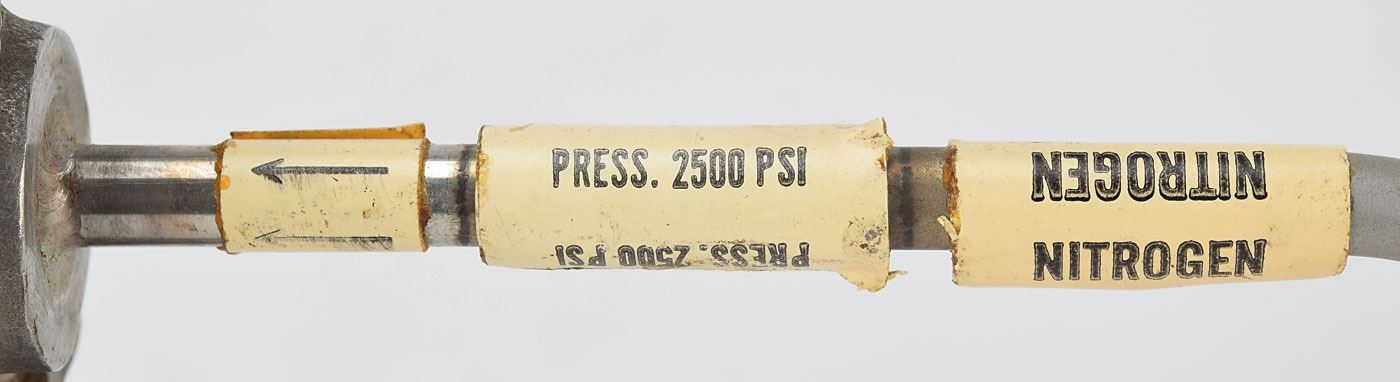 PRESS. 2500 PSI
PRESS. 2500 PSI
NITROGEN
NITROGEN